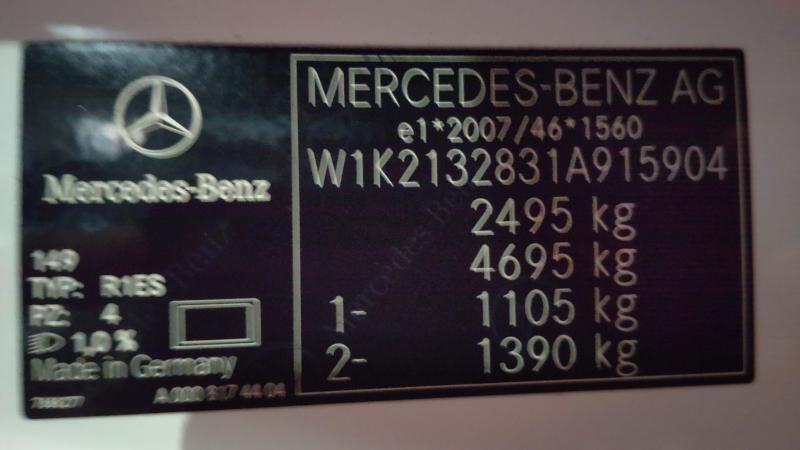 Mercedes-Benz
149
TYP: R1ES
PZ: 4
1,0 %
Made in Germany
A 000 817 44 04
MERCEDES-BENZ AG
e1*2007/46*1560
W1K2132831A915904
2495 kg
4695 kg
1- 1105 kg
2- 1390 kg